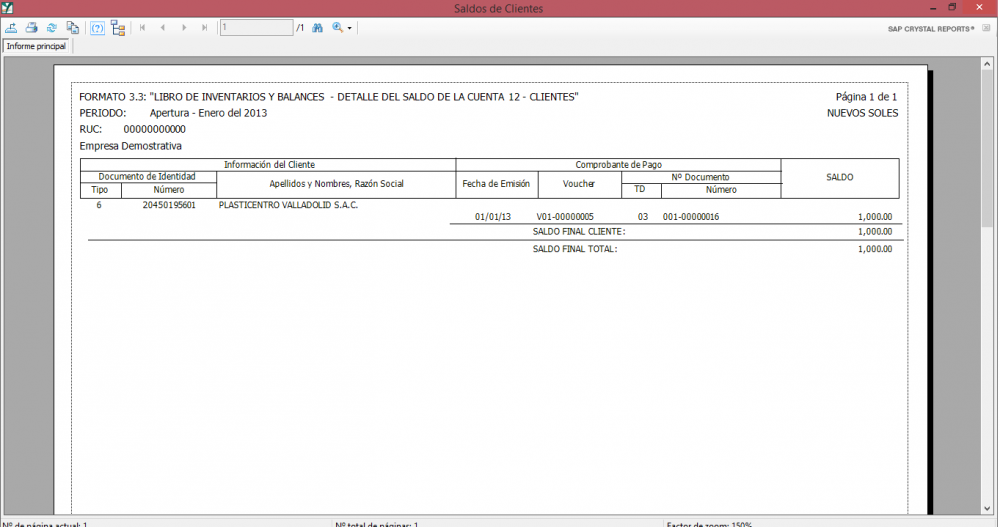 Saldos de Clientes
1 /1
SAP CRYSTAL REPORTS®
Informe principal
FORMATO 3.3: "LIBRO DE INVENTARIOS Y BALANCES - DETALLE DEL SALDO DE LA CUENTA 12 - CLIENTES" Página 1 de 1
PERIODO: Apertura - Enero del 2013 NUEVOS SOLES
RUC: 00000000000
Empresa Demostrativa
Información del Cliente Comprobante de Pago
Documento de Identidad Apellidos y Nombres, Razón Social Fecha de Emisión Voucher Nº Documento SALDO
Tipo Número TD Número
6 20450195601 PLASTICENTRO VALLADOLID S.A.C.
01/01/13 V01-00000005 03 001-00000016 1,000.00
SALDO FINAL CLIENTE: 1,000.00
SALDO FINAL TOTAL: 1,000.00
Nº de página actual: 1 Nº total de páginas: 1 Factor de zoom: 150%